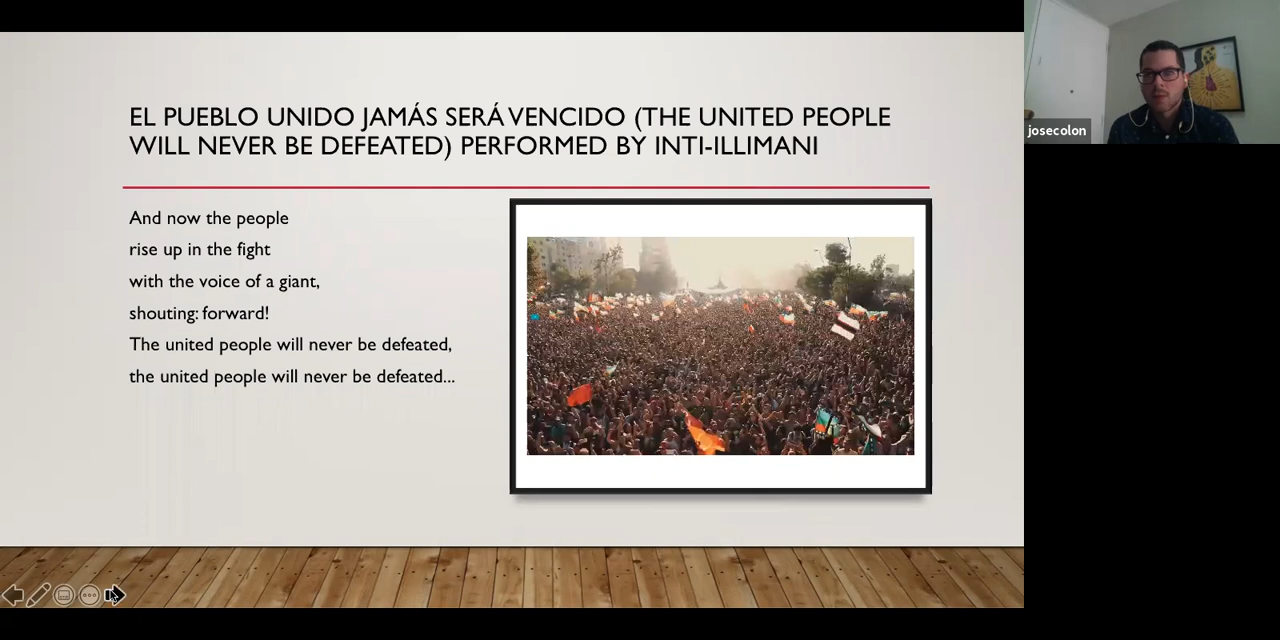 EL PUEBLO UNIDO JAMÁS SERÁ VENCIDO (THE UNITED PEOPLE
WILL NEVER BE DEFEATED) PERFORMED BY INTI-ILLIMANI
And now the people
rise up in the fight
with the voice of a giant,
shouting: forward!
The united people will never be defeated,
the united people will never be defeated...
josecolon